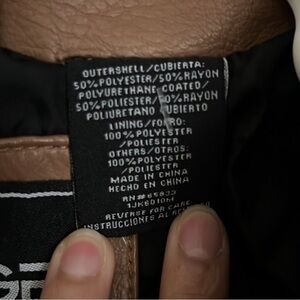 OUTERSHELL/CUBIERTA:
50%POLYESTER/50%RAYON
POLYURETHANE COATED/
50%POLIESTER/50%RAYON
POLIURETANO CUBIERTO
LINING/FORRO:
100%POLYESTER
/POLIESTER
OTHERS/OTROS:
100%POLYESTER
/POLIESTER
MADE IN CHINA
HECHO EN CHINA
REVERSE FOR CARE
INSTRUCCIONES AL